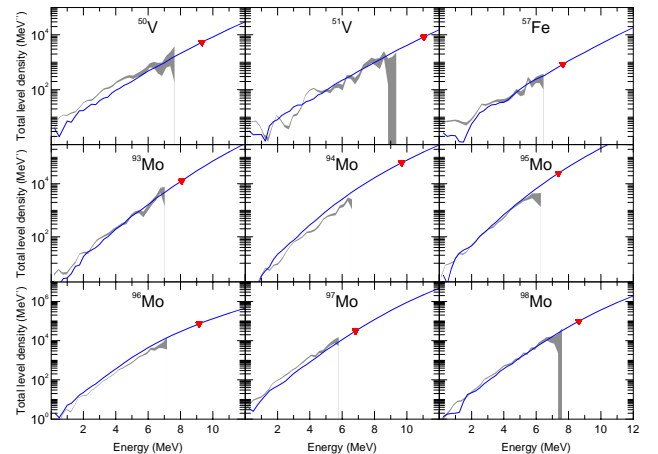 ⁵⁰V ⁵¹V ⁵⁷Fe
Total level density (MeV⁻¹)
10⁴
10²
⁹³Mo ⁹⁴Mo ⁹⁵Mo
Total level density (MeV⁻¹)
10⁴
10²
⁹⁶Mo ⁹⁷Mo ⁹⁸Mo
Total level density (MeV⁻¹)
10⁶
10⁴
10²
10⁰
2 4 6 8 10 2 4 6 8 10 2 4 6 8 10 12
Energy (MeV) Energy (MeV) Energy (MeV)